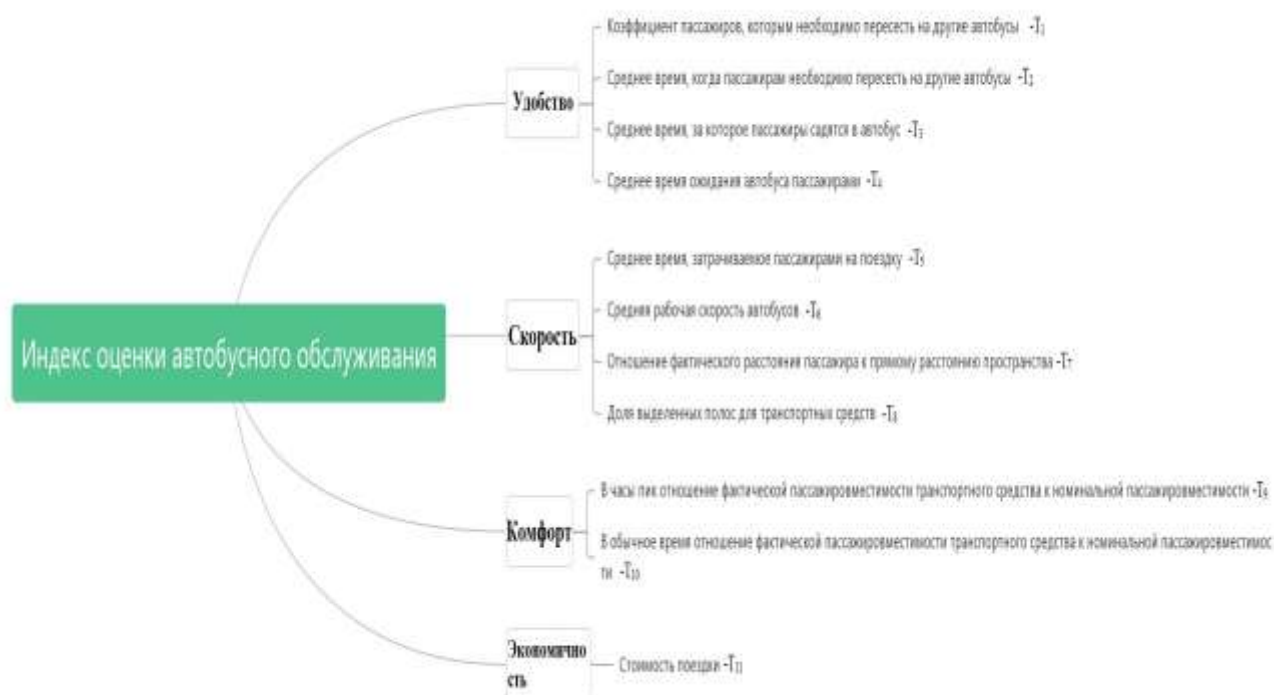 Индекс оценки автобусного обслуживания
Удобство
Коэффициент пассажиров, которым необходимо пересесть на другие автобусы -T₁
Среднее время, когда пассажирам необходимо пересесть на другие автобусы -T₂
Среднее время, за которое пассажиры садятся в автобус -T₃
Среднее время ожидания автобуса пассажирами -T₄
Скорость
Среднее время, затрачиваемое пассажирами на поездку -T₅
Средняя рабочая скорость автобусов -T₆
Отношение фактического расстояния пассажира к прямому расстоянию пространства -T₇
Доля выделенных полос для транспортных средств -T₈
Комфорт
В часы пик отношение фактической пассажировместимости транспортного средства к номинальной пассажировместимости -T₉
В обычное время отношение фактической пассажировместимости транспортного средства к номинальной пассажировместимос
ти -T₁₀
Экономично
сть
Стоимость поездки -T₁₁